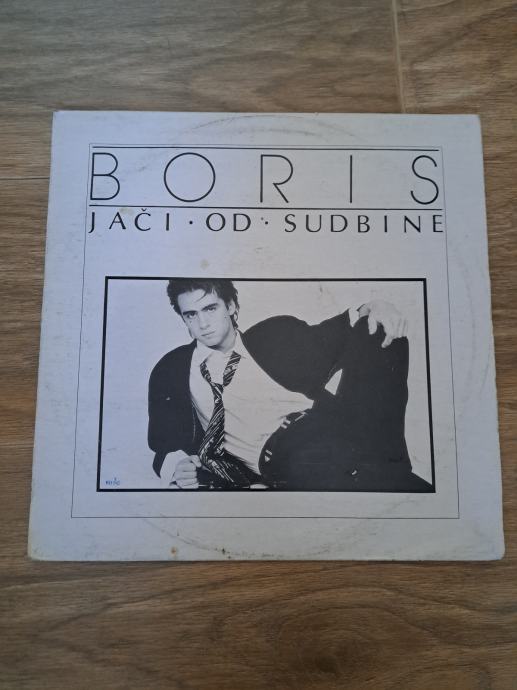 BORIS
JAČI · OD · SUDBINE